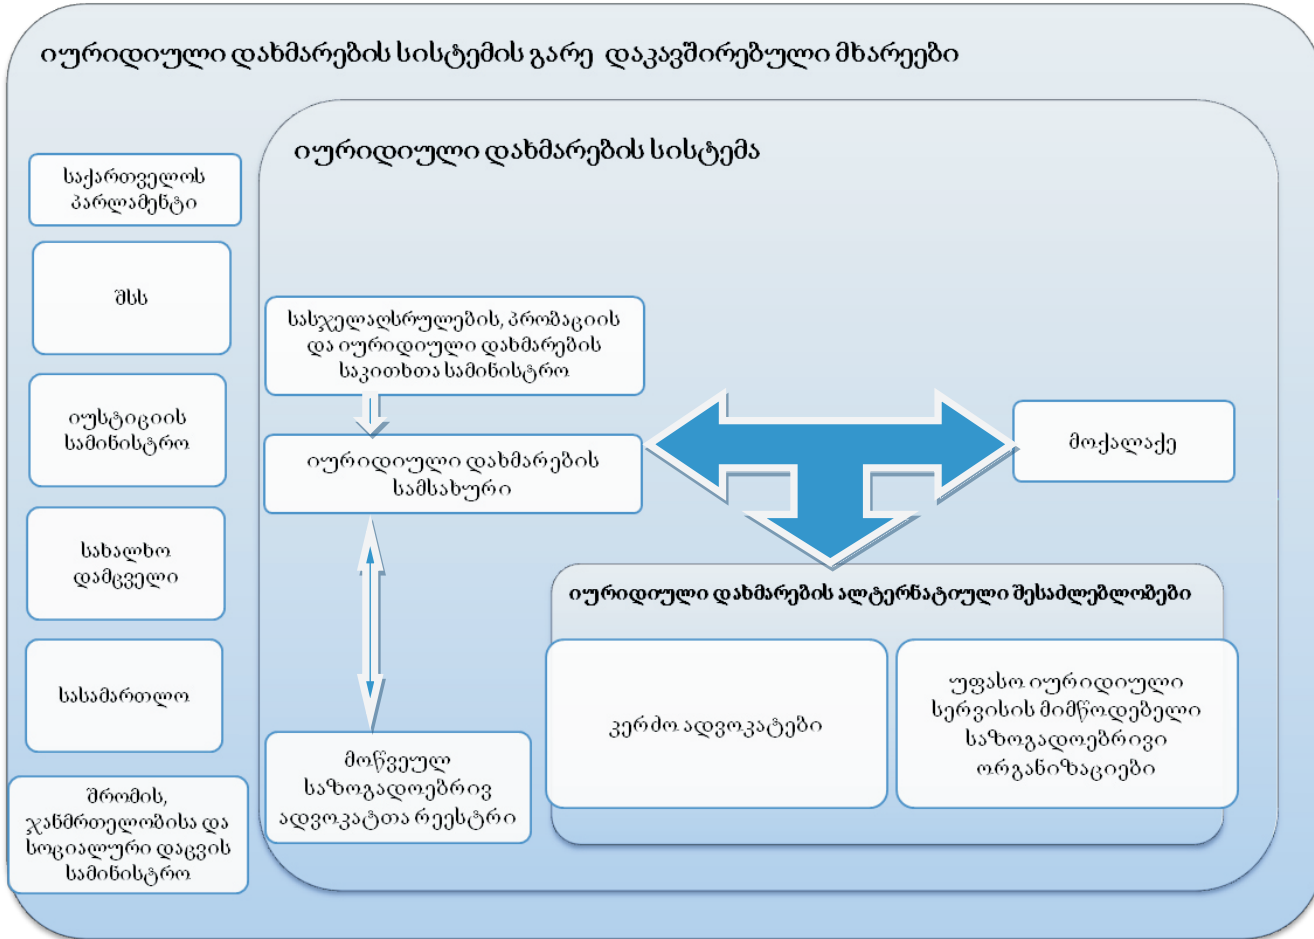 იურიდიული დახმარების სისტემის გარე დაკავშირებული მხარეები
იურიდიული დახმარების სისტემა
საქართველოს
პარლამენტი
შსს
იუსტიციის
სამინისტრო
სახალხო
დამცველი
სასამართლო
შრომის,
ჯანმრთელობისა და
სოციალური დაცვის
სამინისტრო
სასჯელაღსრულების, პრობაციის
და იურიდიული დახმარების
საკითხთა სამინისტრო
იურიდიული დახმარების
სამსახური
მოქალაქე
მოწვეულ
საზოგადოებრივ
ადვოკატთა რეესტრი
იურიდიული დახმარების ალტერნატიული შესაძლებლობები
კერძო ადვოკატები
უფასო იურიდიული
სერვისის მიმწოდებელი
საზოგადოებრივი
ორგანიზაციები